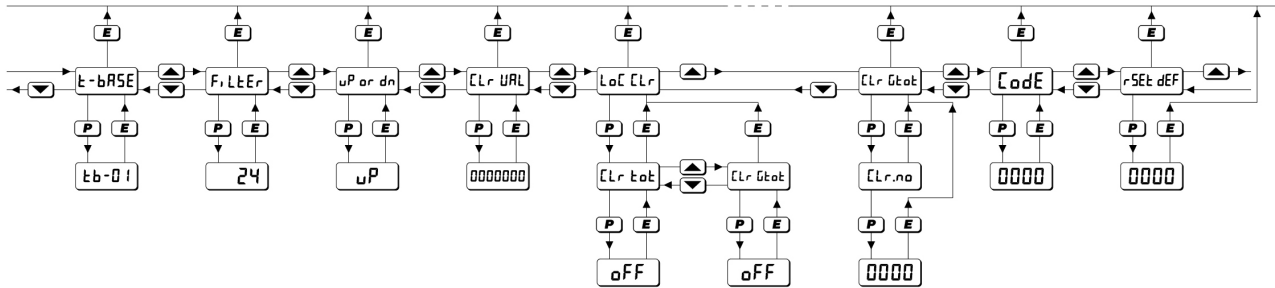 E E E E E E E E
t-bASE FiLtEr uP or dn CLr VAL LoC CLr CLr Gtot CodE rSEt dEF
P E P E P E P E P E E P E P E P E
tb-01 24 uP 0000000 CLr tot CLr Gtot CLr.no 0000 0000
P E P E P E
oFF oFF 0000